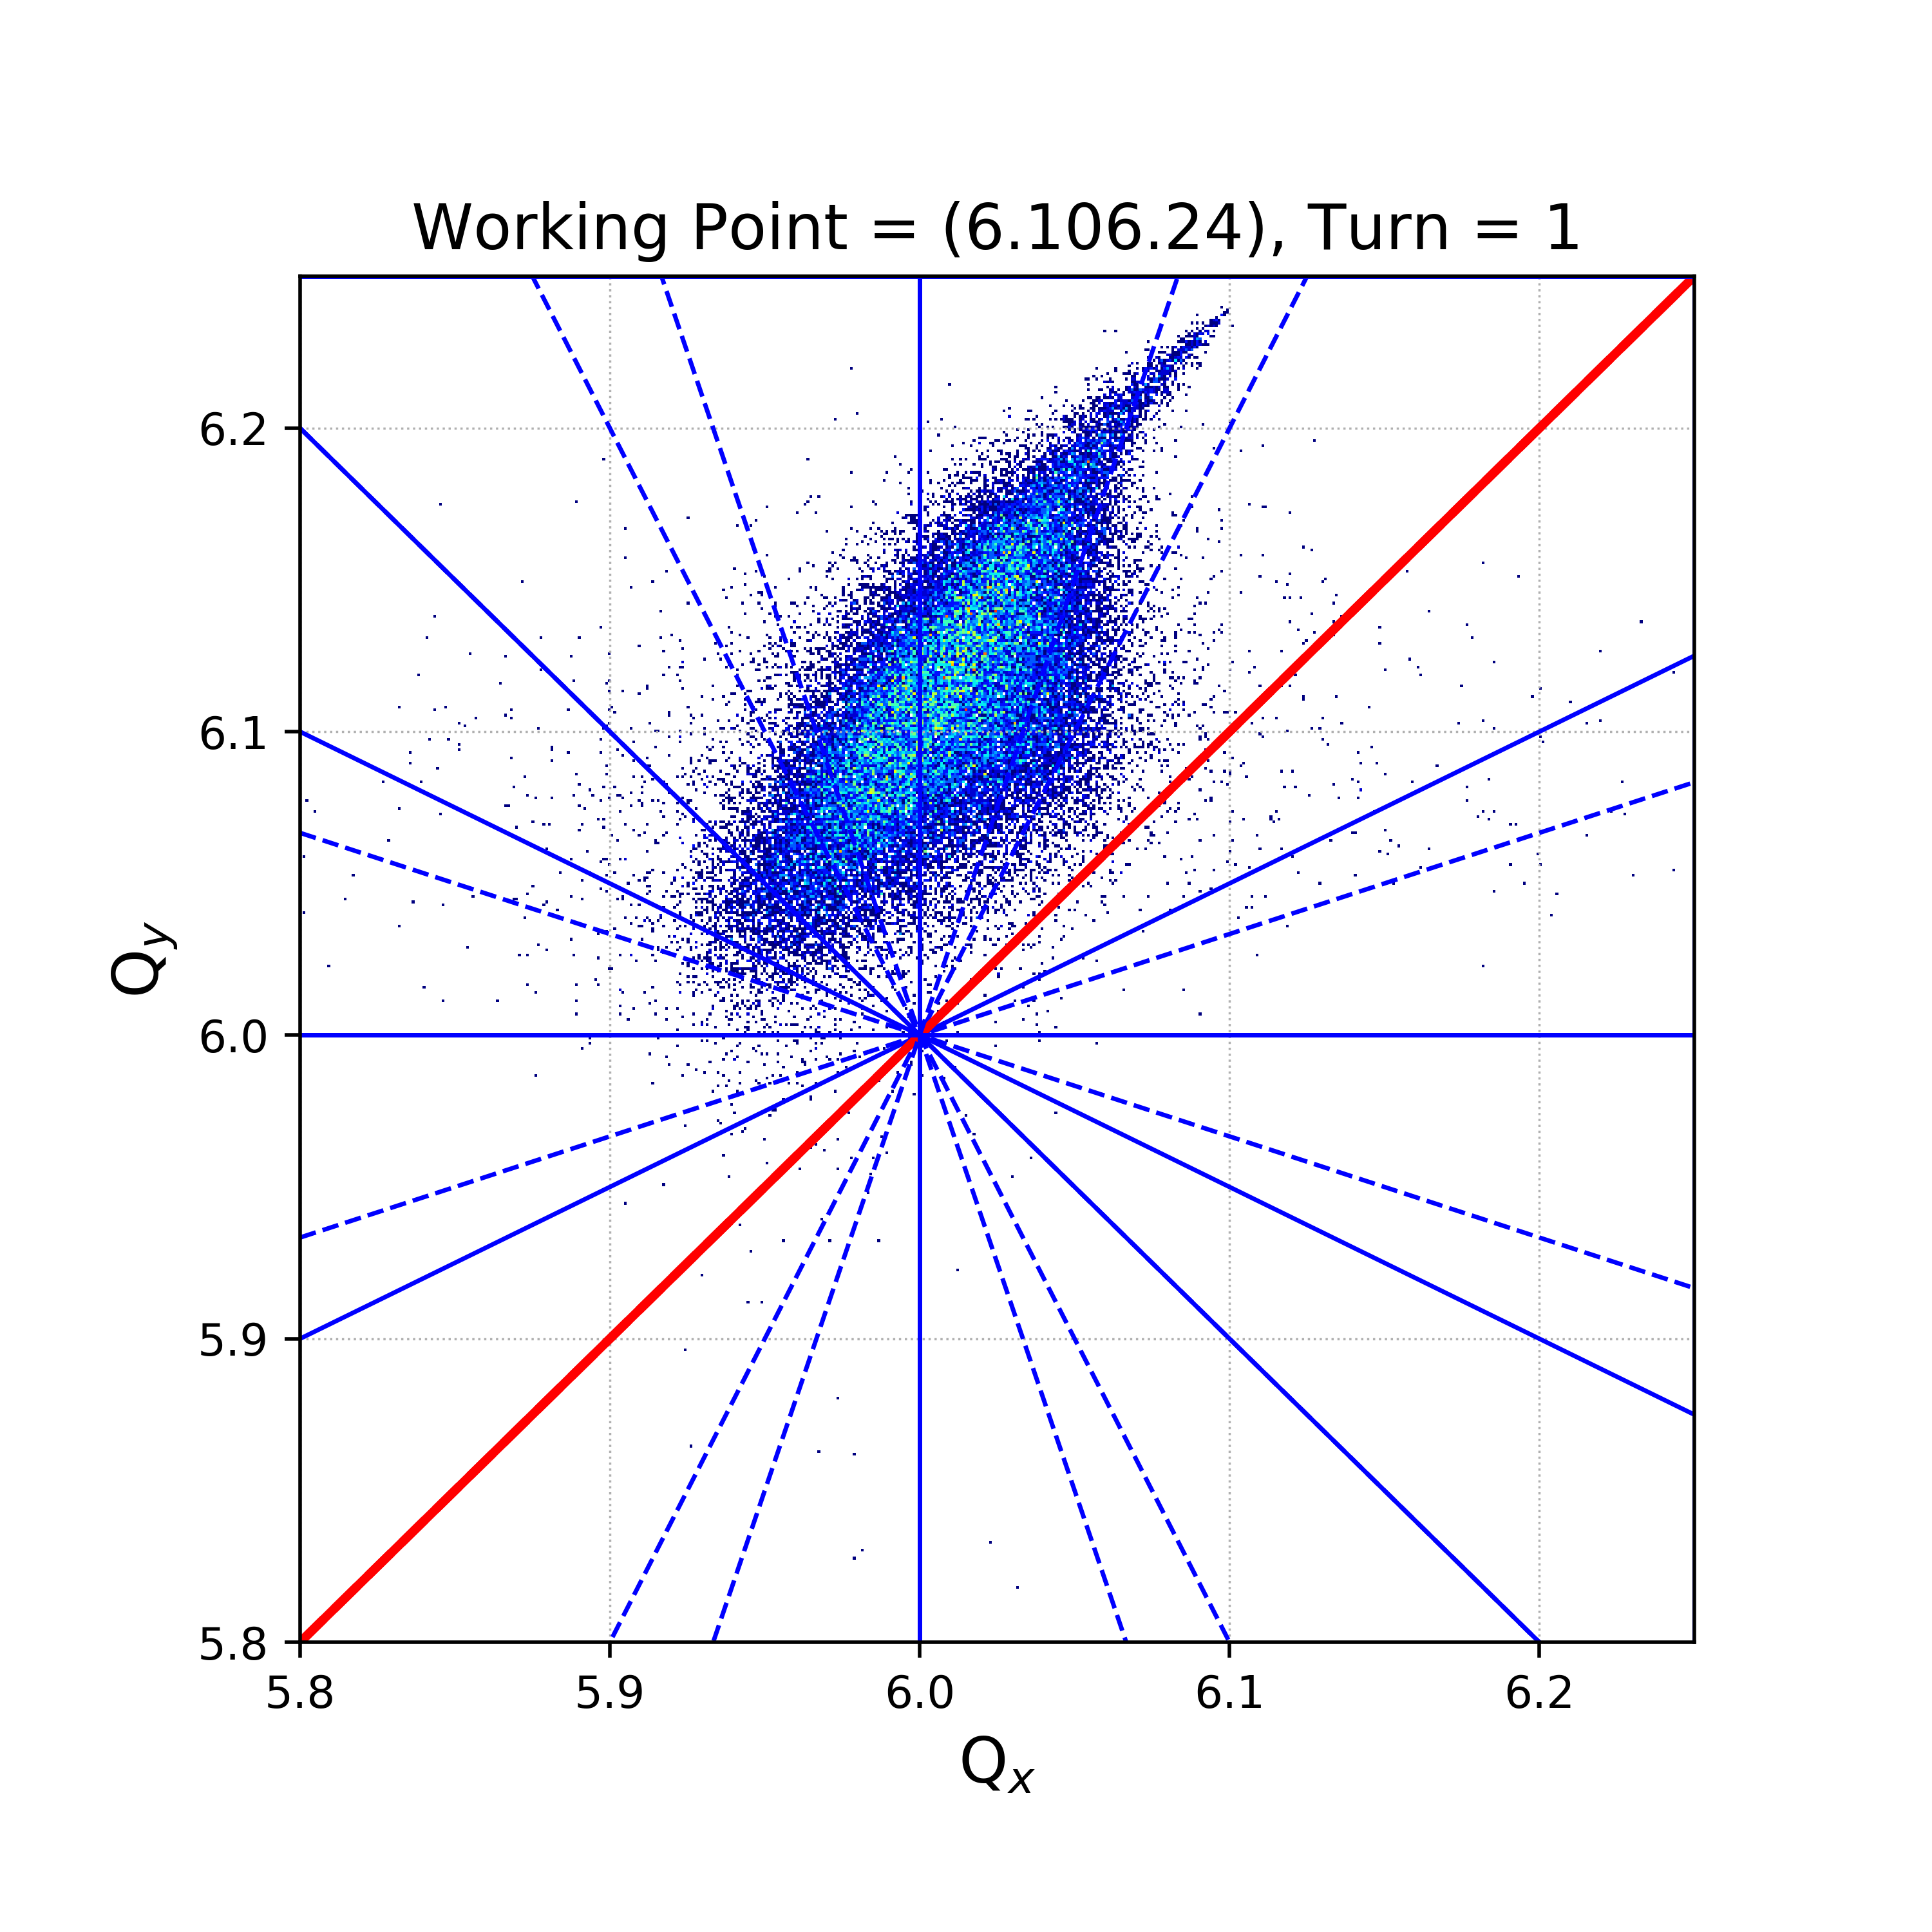 Working Point = (6.106.24), Turn = 1
6.2
6.1
6.0
5.9
5.8
Qy
5.8 5.9 6.0 6.1 6.2
Qx